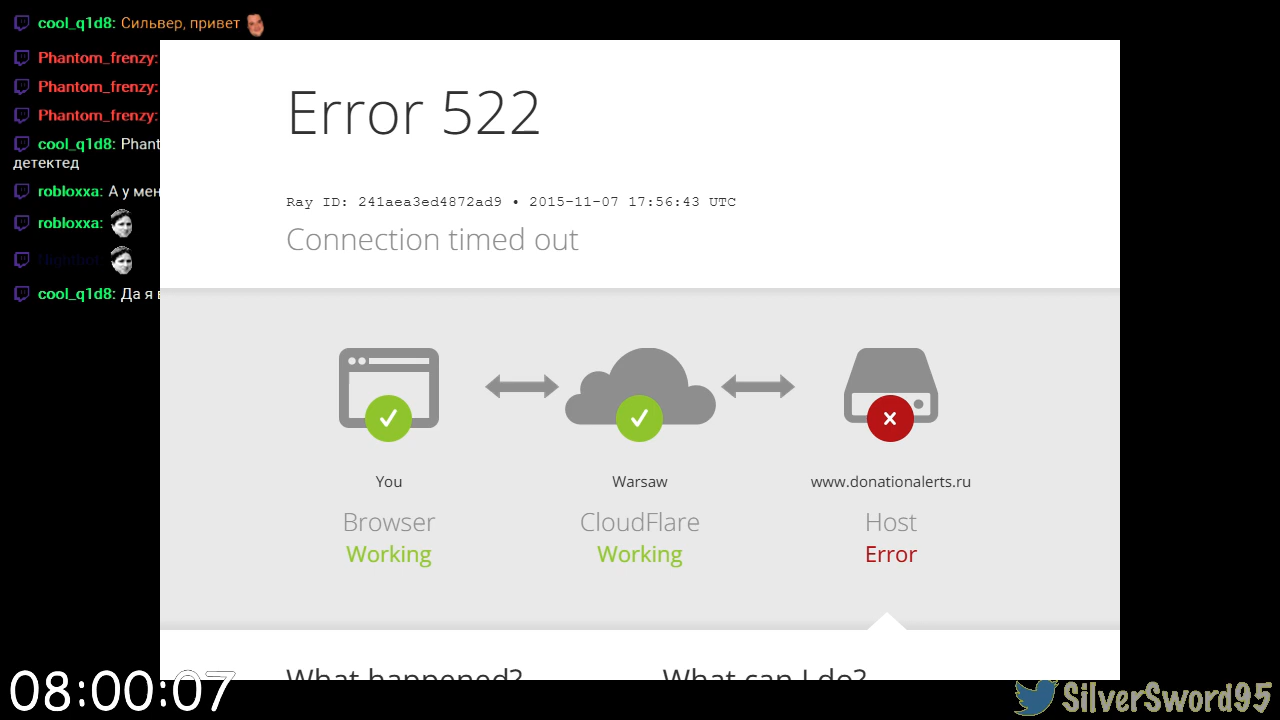 cool_q1d8: Сильвер, привет
Phantom_frenzy:
Phantom_frenzy:
Phantom_frenzy:
cool_q1d8: Phant
детектед
robloxxa: А у мен
robloxxa:
Nightbot:
cool_q1d8: Да я в
Error 522
Ray ID: 241aea3ed4872ad9 • 2015-11-07 17:56:43 UTC
Connection timed out
You
Browser
Working
Warsaw
CloudFlare
Working
www.donationalerts.ru
Host
Error
What happened?
What can I do?
08:00:07
SilverSword95